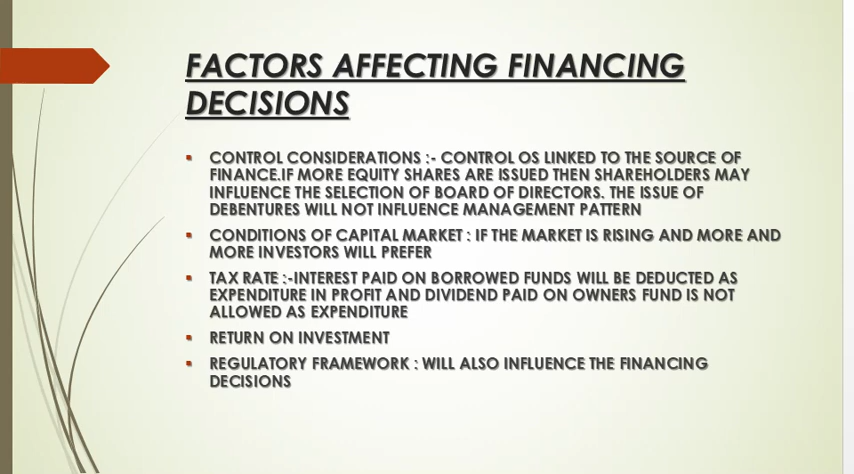 FACTORS AFFECTING FINANCING
DECISIONS
CONTROL CONSIDERATIONS :- CONTROL OS LINKED TO THE SOURCE OF
FINANCE.IF MORE EQUITY SHARES ARE ISSUED THEN SHAREHOLDERS MAY
INFLUENCE THE SELECTION OF BOARD OF DIRECTORS. THE ISSUE OF
DEBENTURES WILL NOT INFLUENCE MANAGEMENT PATTERN
CONDITIONS OF CAPITAL MARKET : IF THE MARKET IS RISING AND MORE AND
MORE INVESTORS WILL PREFER
TAX RATE :-INTEREST PAID ON BORROWED FUNDS WILL BE DEDUCTED AS
EXPENDITURE IN PROFIT AND DIVIDEND PAID ON OWNERS FUND IS NOT
ALLOWED AS EXPENDITURE
RETURN ON INVESTMENT
REGULATORY FRAMEWORK : WILL ALSO INFLUENCE THE FINANCING
DECISIONS